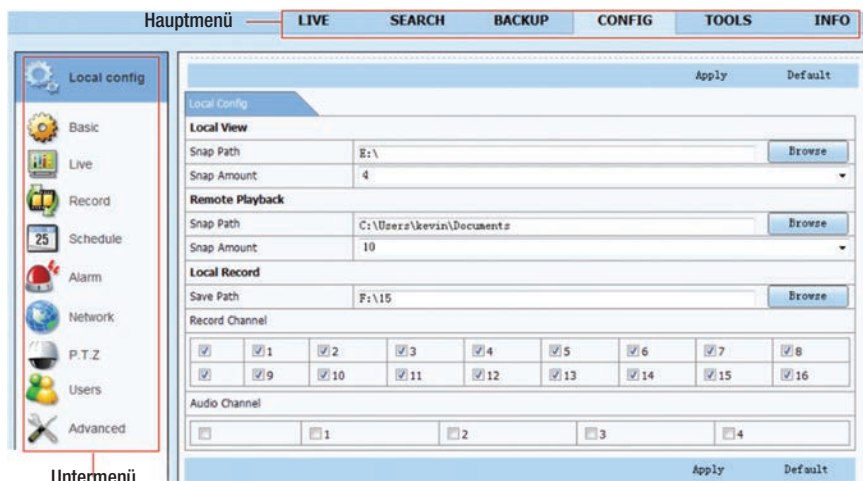 Hauptmenü
LIVE SEARCH BACKUP CONFIG TOOLS INFO
Local config
Basic
Live
Record
25
Schedule
Alarm
Network
P.T.Z
Users
Advanced
Untermenü
Apply Default
Local Config
Local View
Snap Path E:\ Browse
Snap Amount 4
Remote Playback
Snap Path C:\Users\kevin\Documents Browse
Snap Amount 10
Local Record
Save Path F:\15 Browse
Record Channel
1 2 3 4 5 6 7 8
9 10 11 12 13 14 15 16
Audio Channel
1 2 3 4
Apply Default